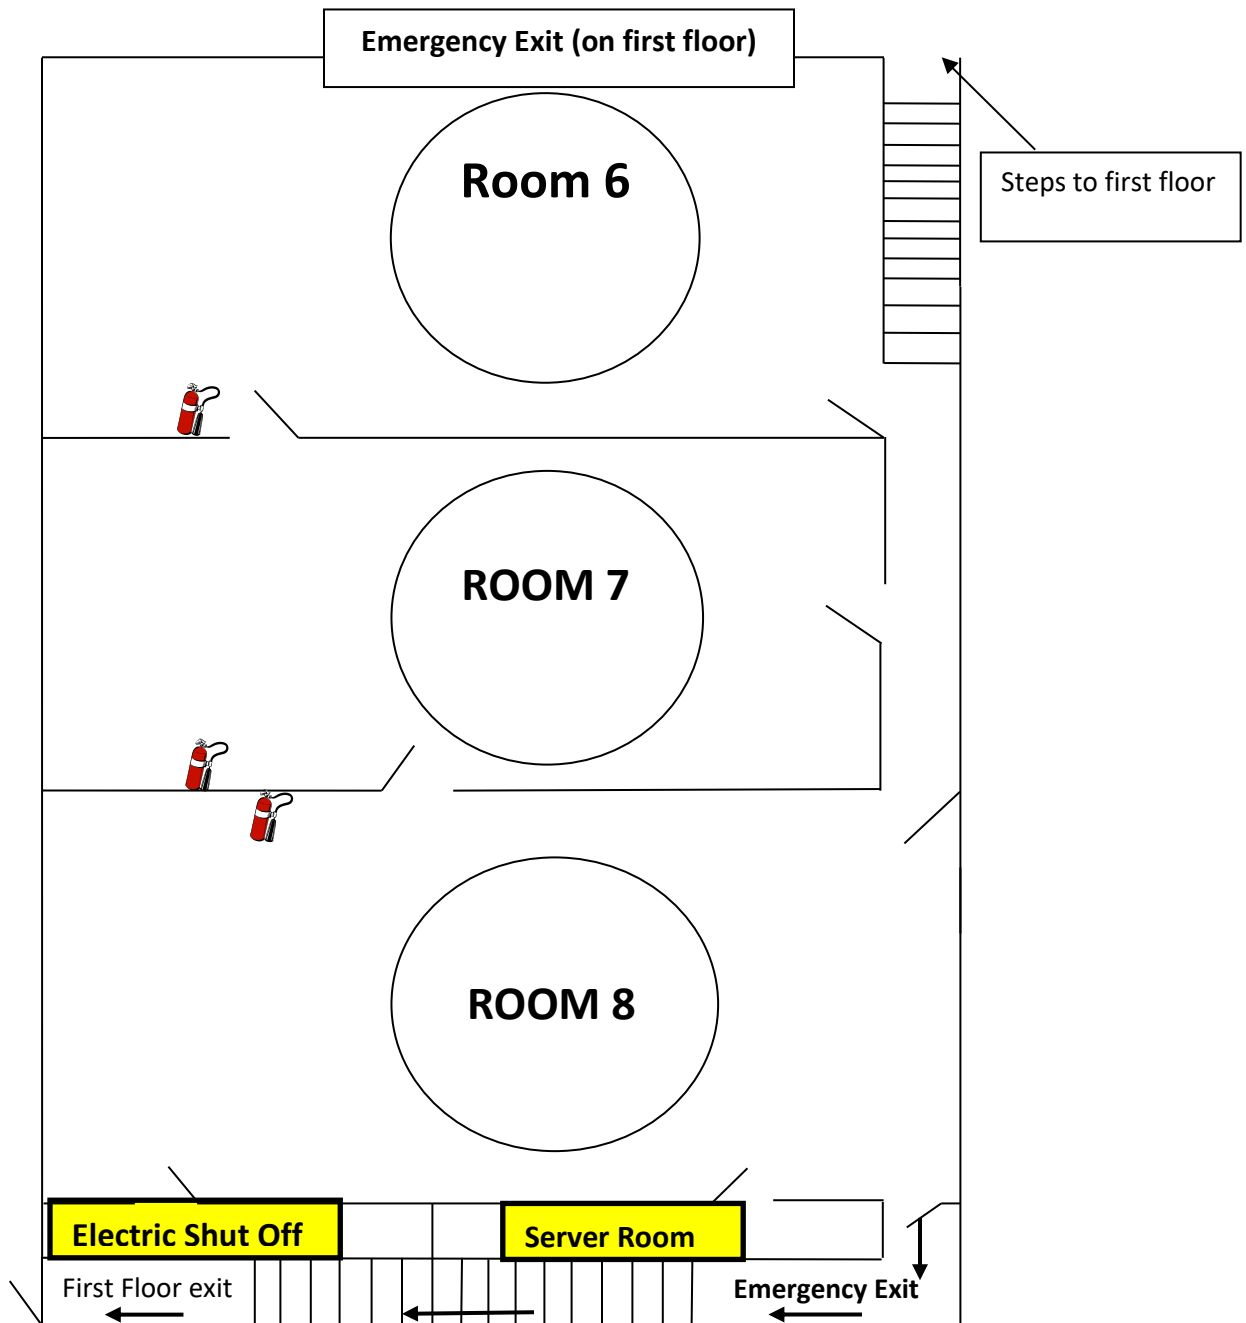 Emergency Exit (on first floor)
Room 6
Steps to first floor
ROOM 7
ROOM 8
Electric Shut Off
Server Room
First Floor exit
Emergency Exit